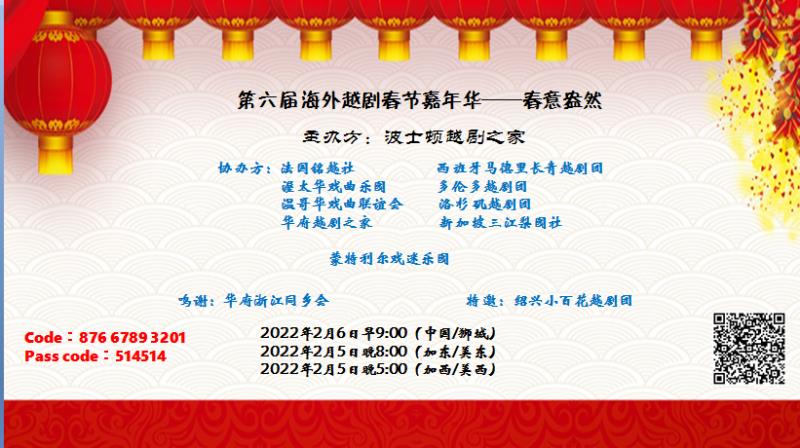 第六届海外越剧春节嘉年华——春意盎然
主办方：波士顿越剧之家
协办方：法国铭越社 西班牙马德里长青越剧团
渥太华戏曲乐园 多伦多越剧团
温哥华戏曲联谊会 洛杉矶越剧团
华府越剧之家 新加坡三江梨园社
蒙特利尔戏迷乐园
鸣谢：华府浙江同乡会 特邀：绍兴小百花越剧团
Code：876 6789 3201
Pass code：514514
2022年2月6日早9:00（中国/狮城）
2022年2月5日晚8:00（加东/美东）
2022年2月5日晚5:00（加西/美西）